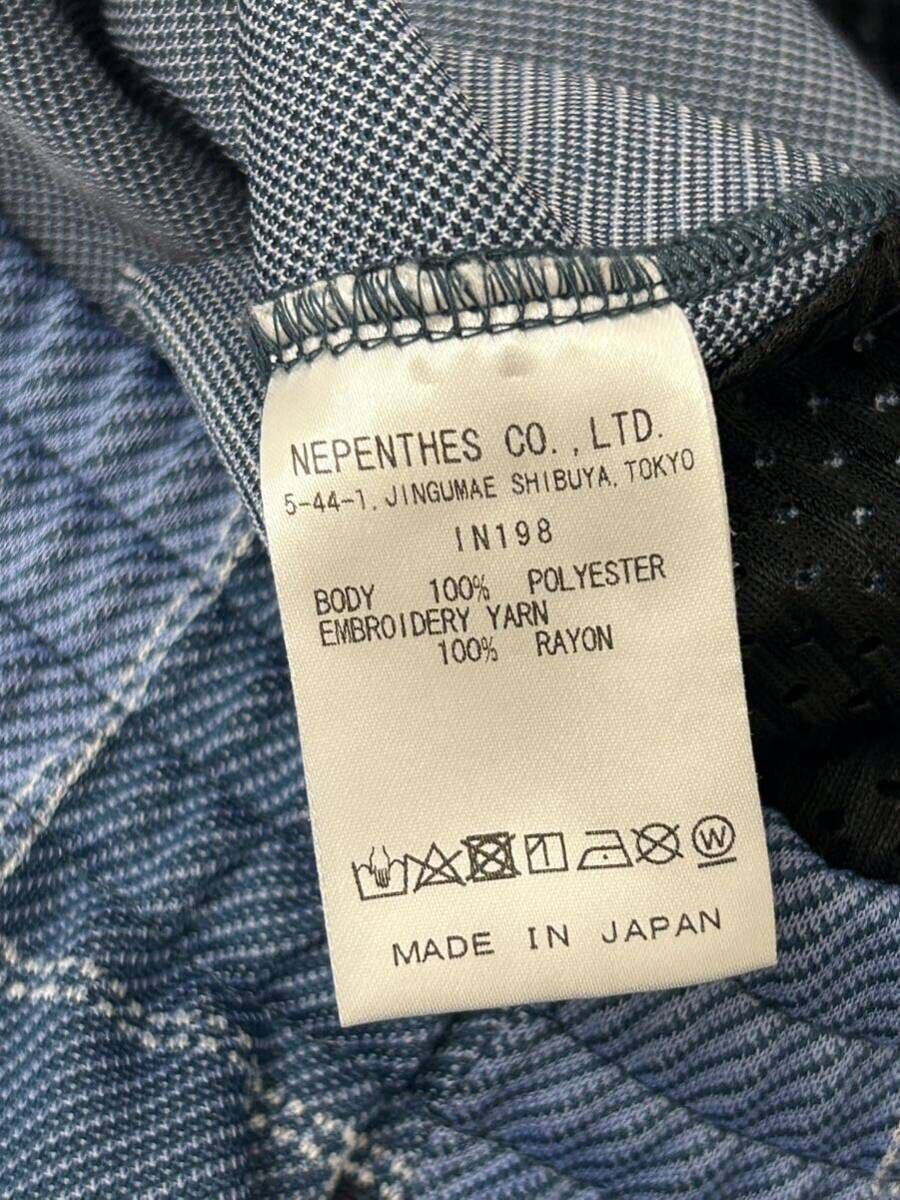 NEPENTHES CO.,LTD.
5-44-1, JINGUMAE SHIBUYA, TOKYO
IN198
BODY 100% POLYESTER
EMBROIDERY YARN
100% RAYON
W
MADE IN JAPAN